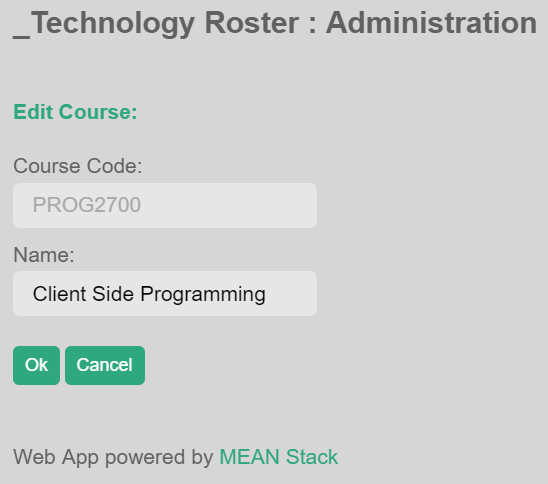 _Technology Roster : Administration
Edit Course:
Course Code:
PROG2700
Name:
Client Side Programming
Ok Cancel
Web App powered by MEAN Stack